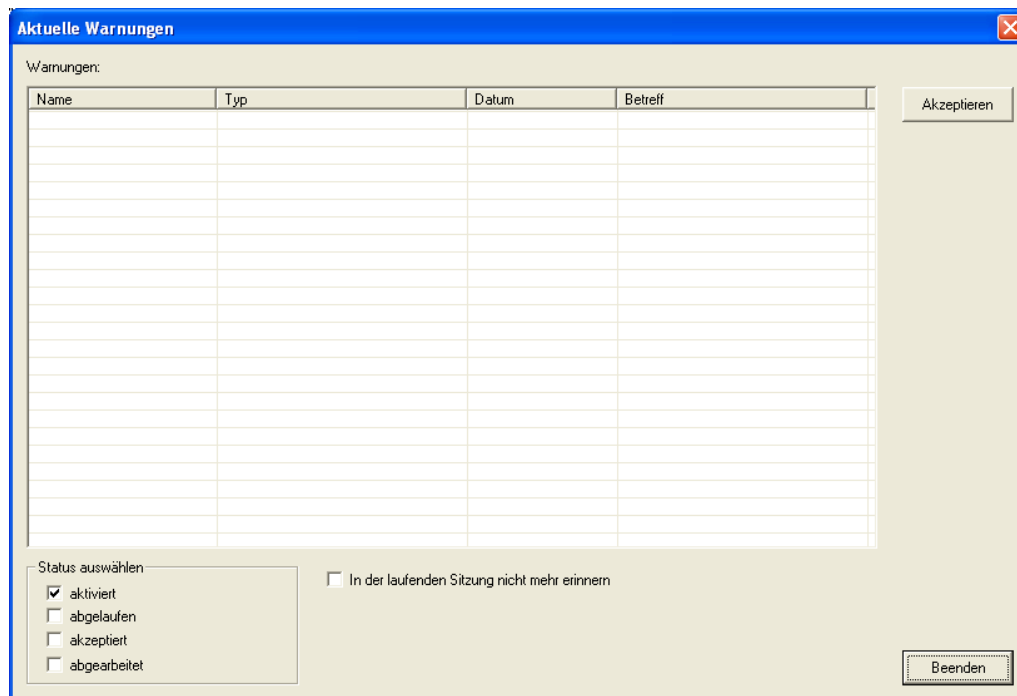 Aktuelle Warnungen
Warnungen:
Name Typ Datum Betreff
Akzeptieren
Status auswählen
aktiviert
abgelaufen
akzeptiert
abgearbeitet
In der laufenden Sitzung nicht mehr erinnern
Beenden